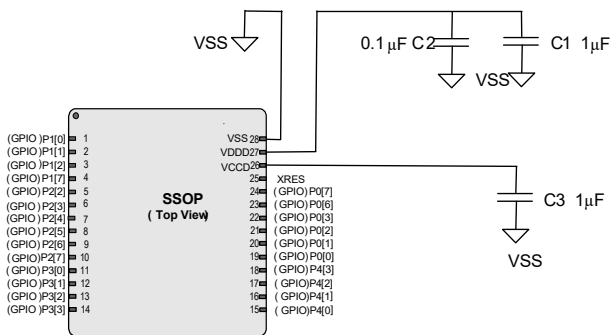 VSS
0.1 µF C2
C1 1µF
VSS
(GPIO )P1[0] 1
(GPIO)P1[1] 2
(GPIO) P1[2] 3
(GPIO) P1[7] 4
(GPIO) P2[2] 5
(GPIO) P2[3] 6
(GPIO) P2[4] 7
(GPIO) P2[5] 8
(GPIO) P2[6] 9
(GPIO) P2[7] 10
(GPIO) P3[0] 11
(GPIO) P3[1] 12
(GPIO) P3[2] 13
(GPIO) P3[3] 14
SSOP
( Top View)
VSS 28
VDDD 27
VCCD 26
25 XRES
24 (GPIO) P0[7]
23 (GPIO) P0[6]
22 (GPIO) P0[3]
21 (GPIO) P0[2]
20 (GPIO) P0[1]
19 (GPIO) P0[0]
18 (GPIO) P4[3]
17 (GPIO)P4[2]
16 (GPIO) P4[1]
15 (GPIO) P4[0]
C3 1µF
VSS